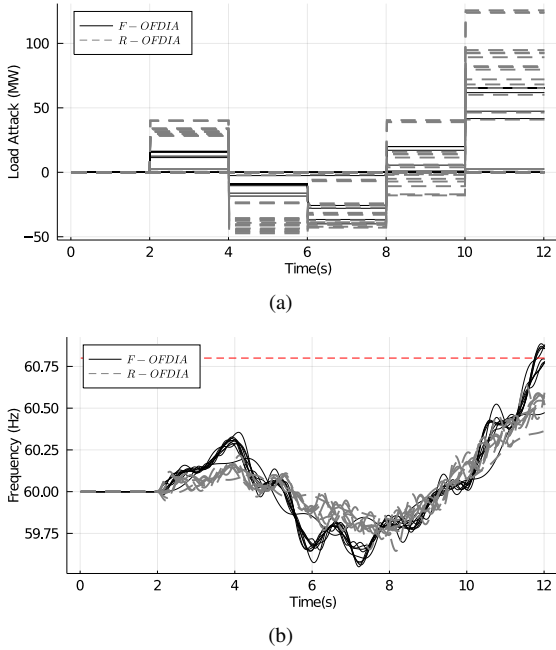 Load Attack (MW)
100
50
0
−50
F − OFDIA
R − OFDIA
0 2 4 6 8 10 12
Time(s)
(a)
Frequency (Hz)
60.75
60.50
60.25
60.00
59.75
F − OFDIA
R − OFDIA
0 2 4 6 8 10 12
Time(s)
(b)